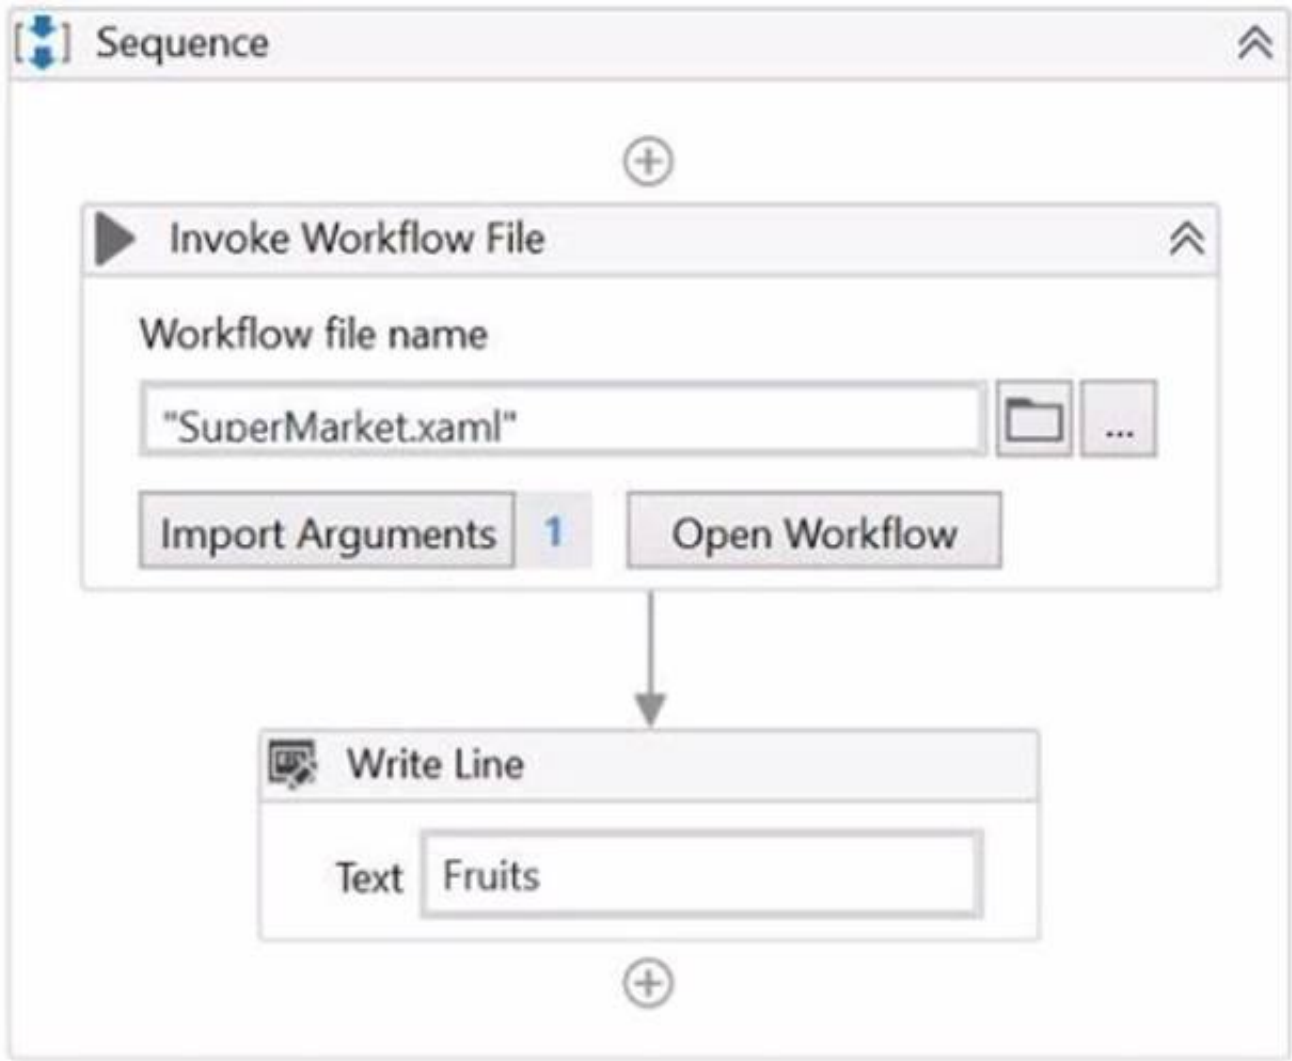 Sequence
Invoke Workflow File
Workflow file name
"SuperMarket.xaml"
...
Import Arguments 1 Open Workflow
Write Line
Text Fruits